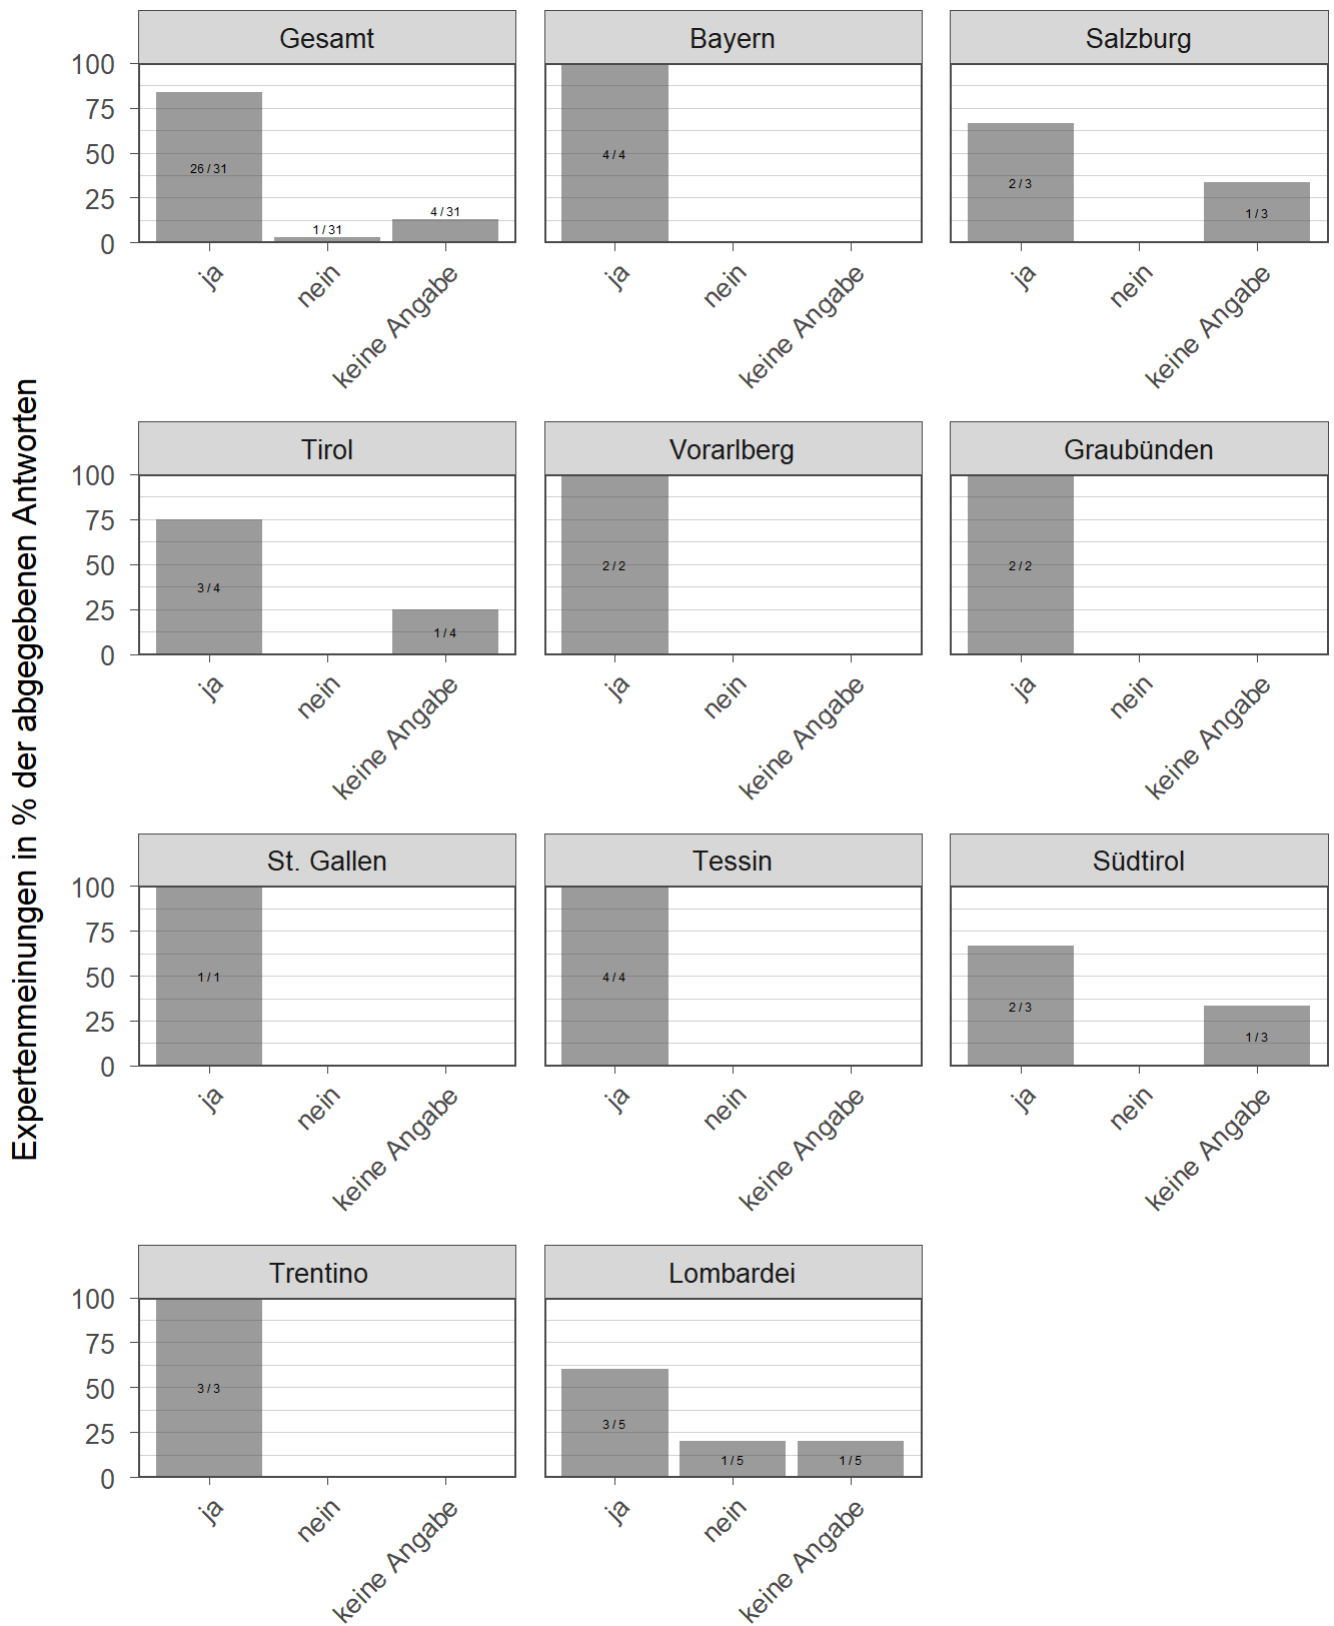 Expertenmeinungen in % der abgegebenen Antworten
Gesamt
100
75
50
25
0
26 / 31
1 / 31
4 / 31
ja
nein
keine Angabe
Bayern
4 / 4
ja
nein
keine Angabe
Salzburg
2 / 3
1 / 3
ja
nein
keine Angabe
Tirol
100
75
50
25
0
3 / 4
1 / 4
ja
nein
keine Angabe
Vorarlberg
2 / 2
ja
nein
keine Angabe
Graubünden
2 / 2
ja
nein
keine Angabe
St. Gallen
100
75
50
25
0
1 / 1
ja
nein
keine Angabe
Tessin
4 / 4
ja
nein
keine Angabe
Südtirol
2 / 3
1 / 3
ja
nein
keine Angabe
Trentino
100
75
50
25
0
3 / 3
ja
nein
keine Angabe
Lombardei
3 / 5
1 / 5
1 / 5
ja
nein
keine Angabe